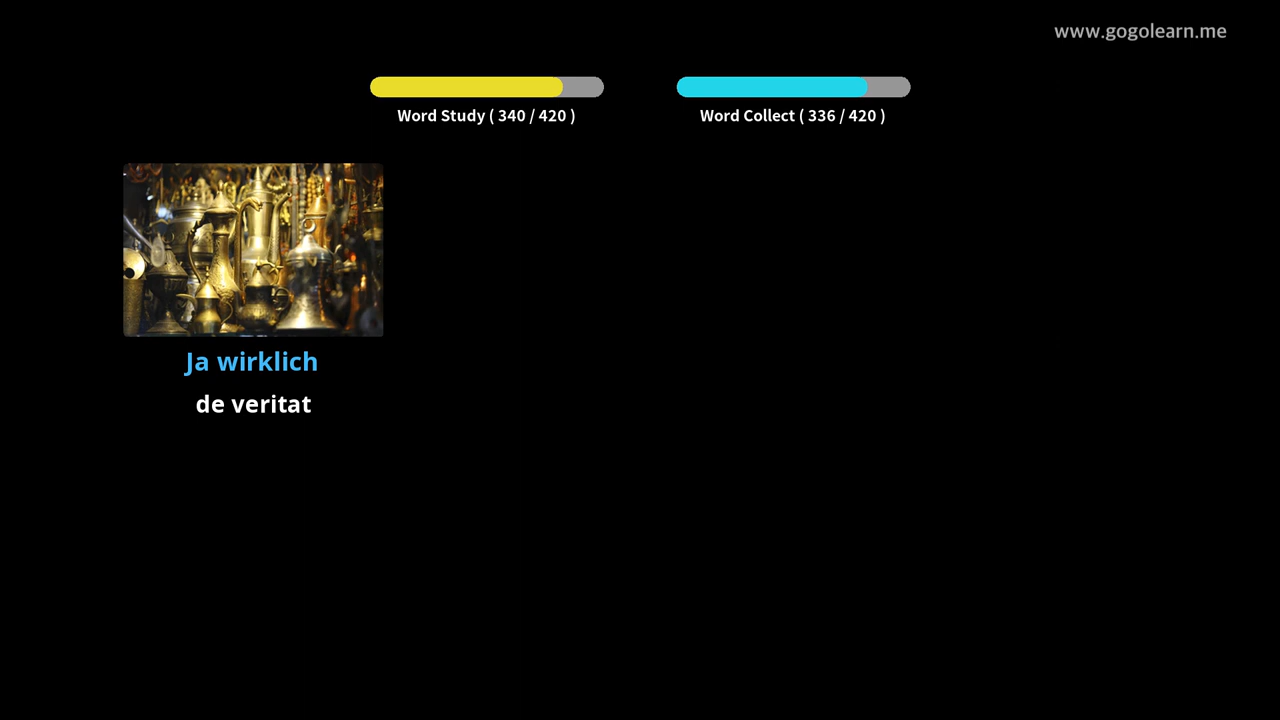 www.gogolearn.me
Word Study ( 340 / 420 )
Word Collect ( 336 / 420 )
Ja wirklich
de veritat